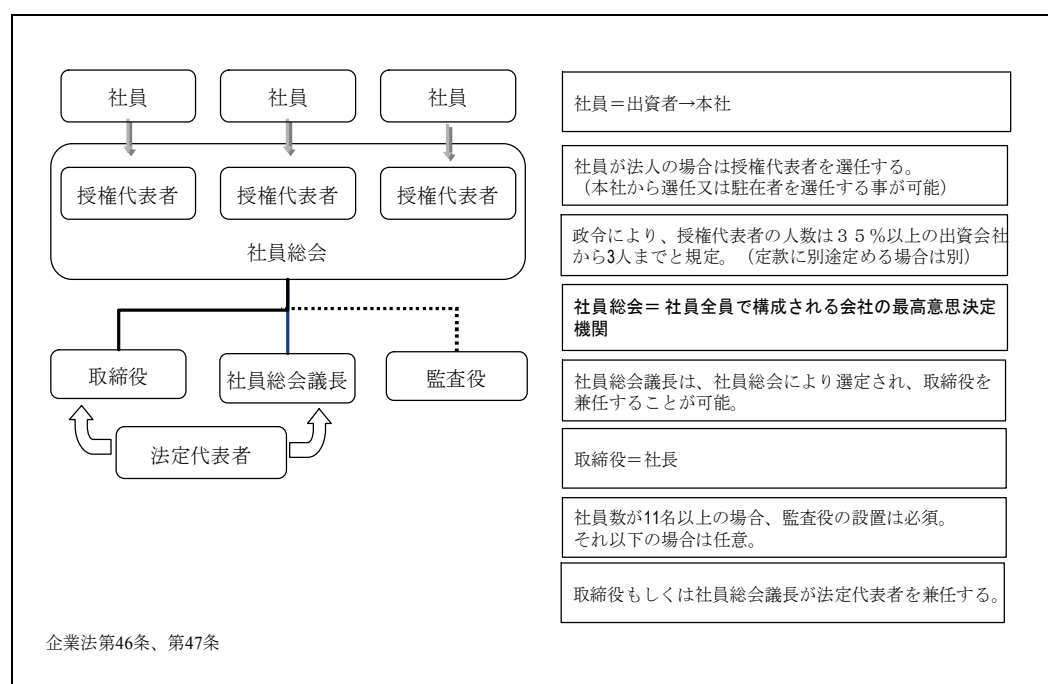 社員
社員
社員
授権代表者
授権代表者
授権代表者
社員総会
取締役
社員総会議長
監査役
法定代表者
社員＝出資者→本社
社員が法人の場合は授権代表者を選任する。
（本社から選任又は駐在者を選任する事が可能）
政令により、授権代表者の人数は３５％以上の出資会社
から3人までと規定。（定款に別途定める場合は別）
社員総会＝ 社員全員で構成される会社の最高意思決定
機関
社員総会議長は、社員総会により選定され、取締役を
兼任することが可能。
取締役＝社長
社員数が11名以上の場合、監査役の設置は必須。
それ以下の場合は任意。
取締役もしくは社員総会議長が法定代表者を兼任する。
企業法第46条、第47条